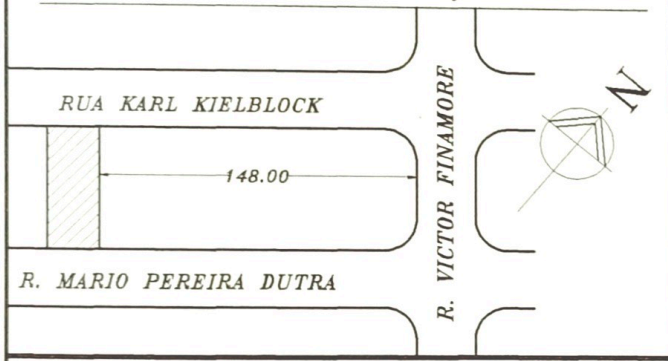 RUA KARL KIELBLOCK
148.00
R. VICTOR FINAMORE
N
R. MARIO PEREIRA DUTRA